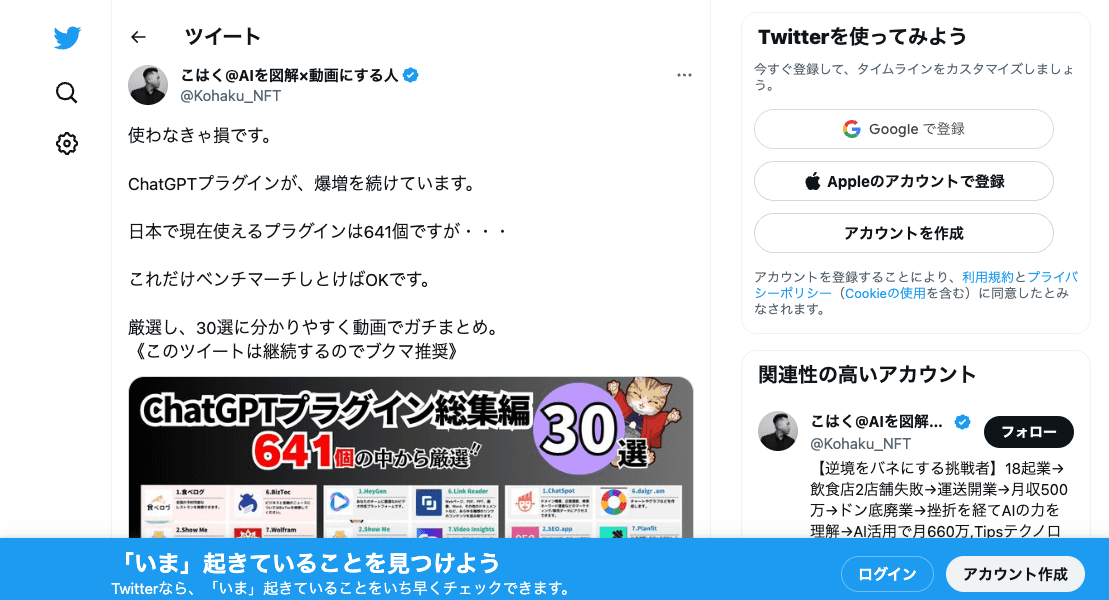 ツイート
こはく@AIを図解×動画にする人
@Kohaku_NFT
使わなきゃ損です。
ChatGPTプラグインが、爆増を続けています。
日本で現在使えるプラグインは641個ですが・・・
これだけベンチマーチしとけばOKです。
厳選し、30選に分かりやすく動画でガチまとめ。
《このツイートは継続するのでブクマ推奨》
ChatGPTプラグイン総集編
641個の中から厳選
30選
1.食べログ
6.BizToc
1.HeyGen
6.Link Reader
1.ChatSpot
6.daigr .am
食べログ
2.Show Me
7.Wolfram
2.Show Me
7.Video Insights
2.SEO.app
7.Planfit
Twitterを使ってみよう
今すぐ登録して、タイムラインをカスタマイズしましょ
う。
Google で登録
Appleのアカウントで登録
アカウントを作成
アカウントを登録することにより、利用規約とプライバ
シーポリシー（Cookieの使用を含む）に同意したとみ
なされます。
関連性の高いアカウント
こはく@AIを図解...
@Kohaku_NFT
フォロー
【逆境をバネにする挑戦者】18起業→
飲食店2店舗失敗→運送開業→月収500
万→ドン底廃業→挫折を経てAIの力を
理解→AI活用で月660万,Tipsテクノロ
「いま」起きていることを見つけよう
Twitterなら、「いま」起きていることをいち早くチェックできます。
ログイン
アカウント作成